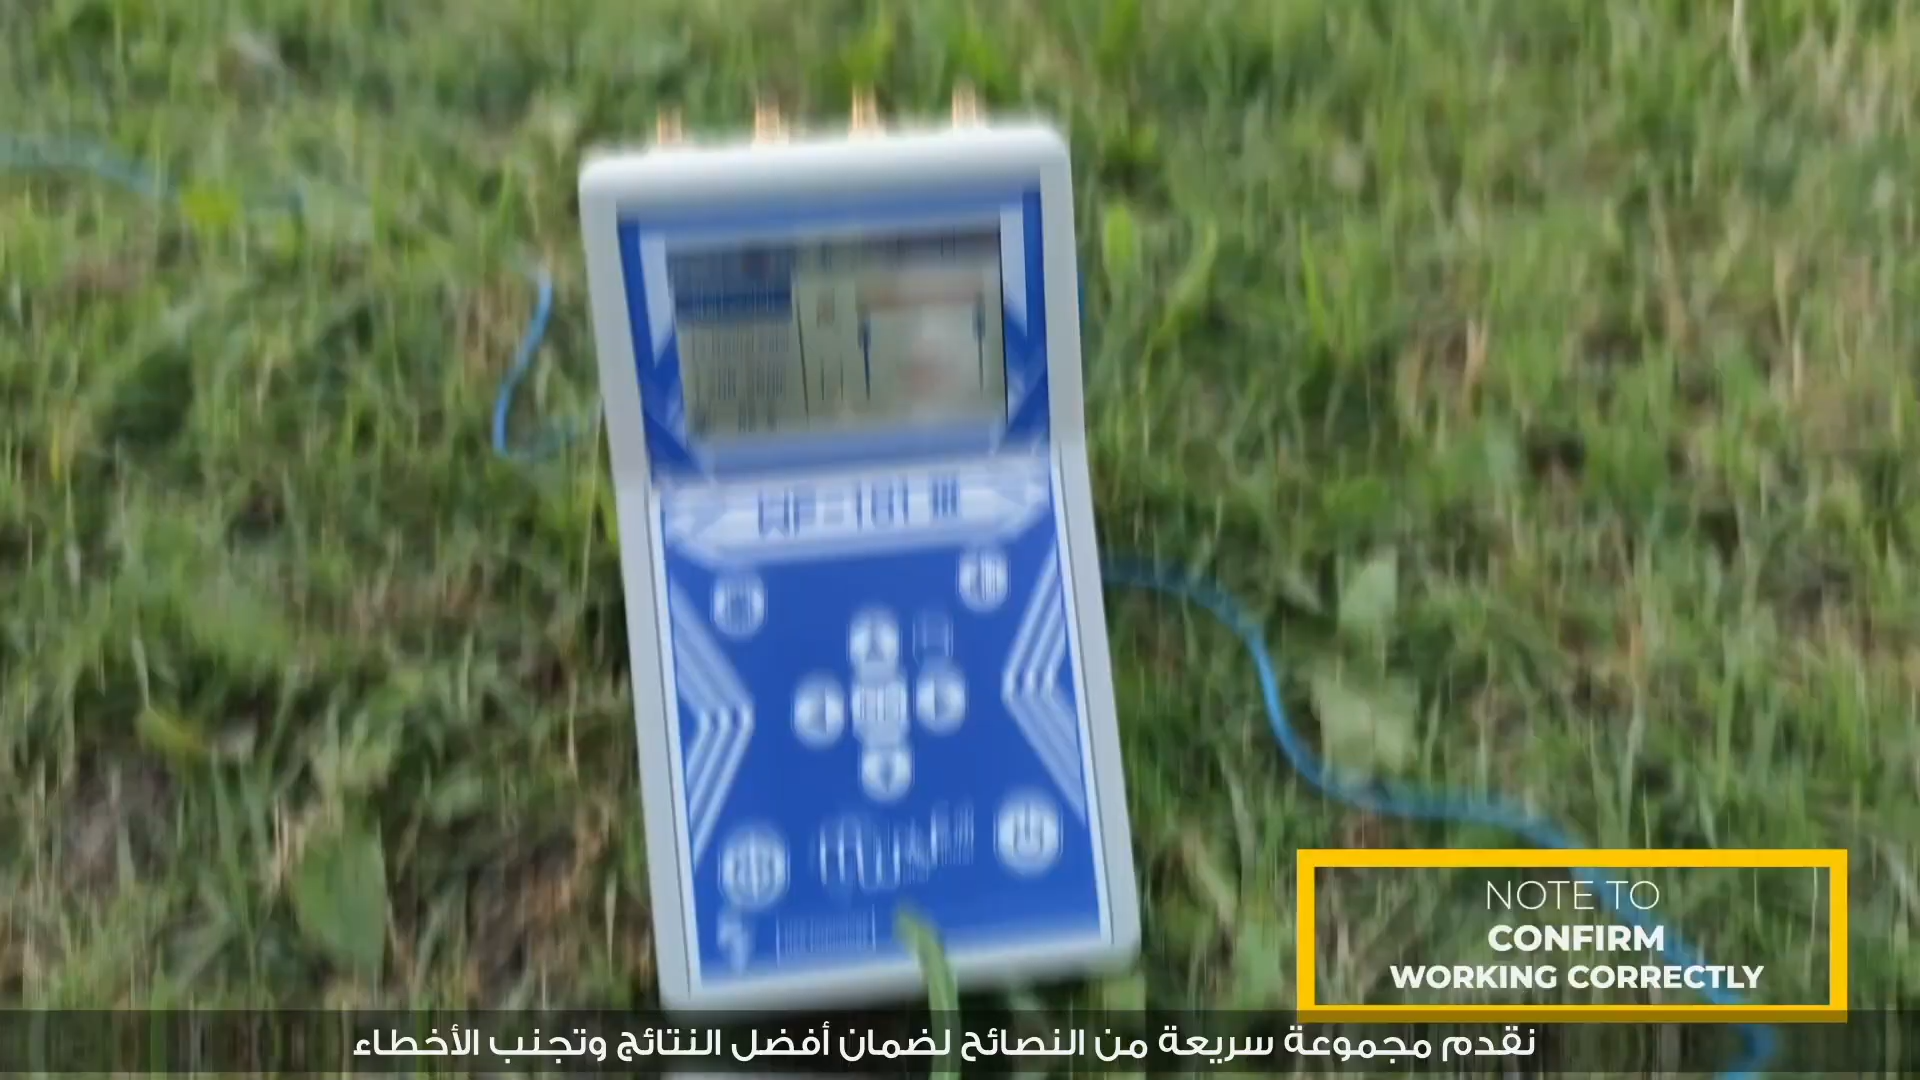 NOTE TO
CONFIRM
WORKING CORRECTLY
نقدم مجموعة سريعة من النصائح لضمان أفضل النتائج وتجنب الأخطاء